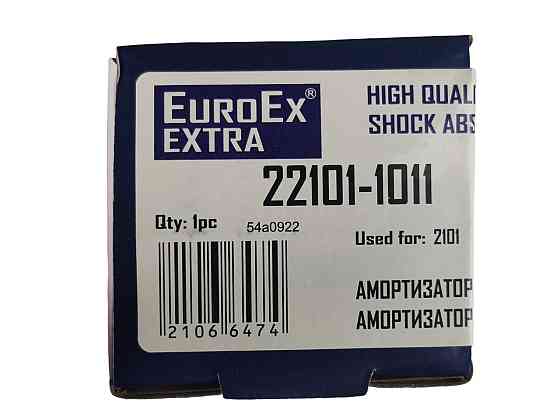 EUROEX®
EXTRA
HIGH QUAL
SHOCK ABS
22101-1011
Qty: 1pc
54a0922
Used for: 2101
2106 6474
АМОРТИЗАТОР
АМОРТИЗАТОР